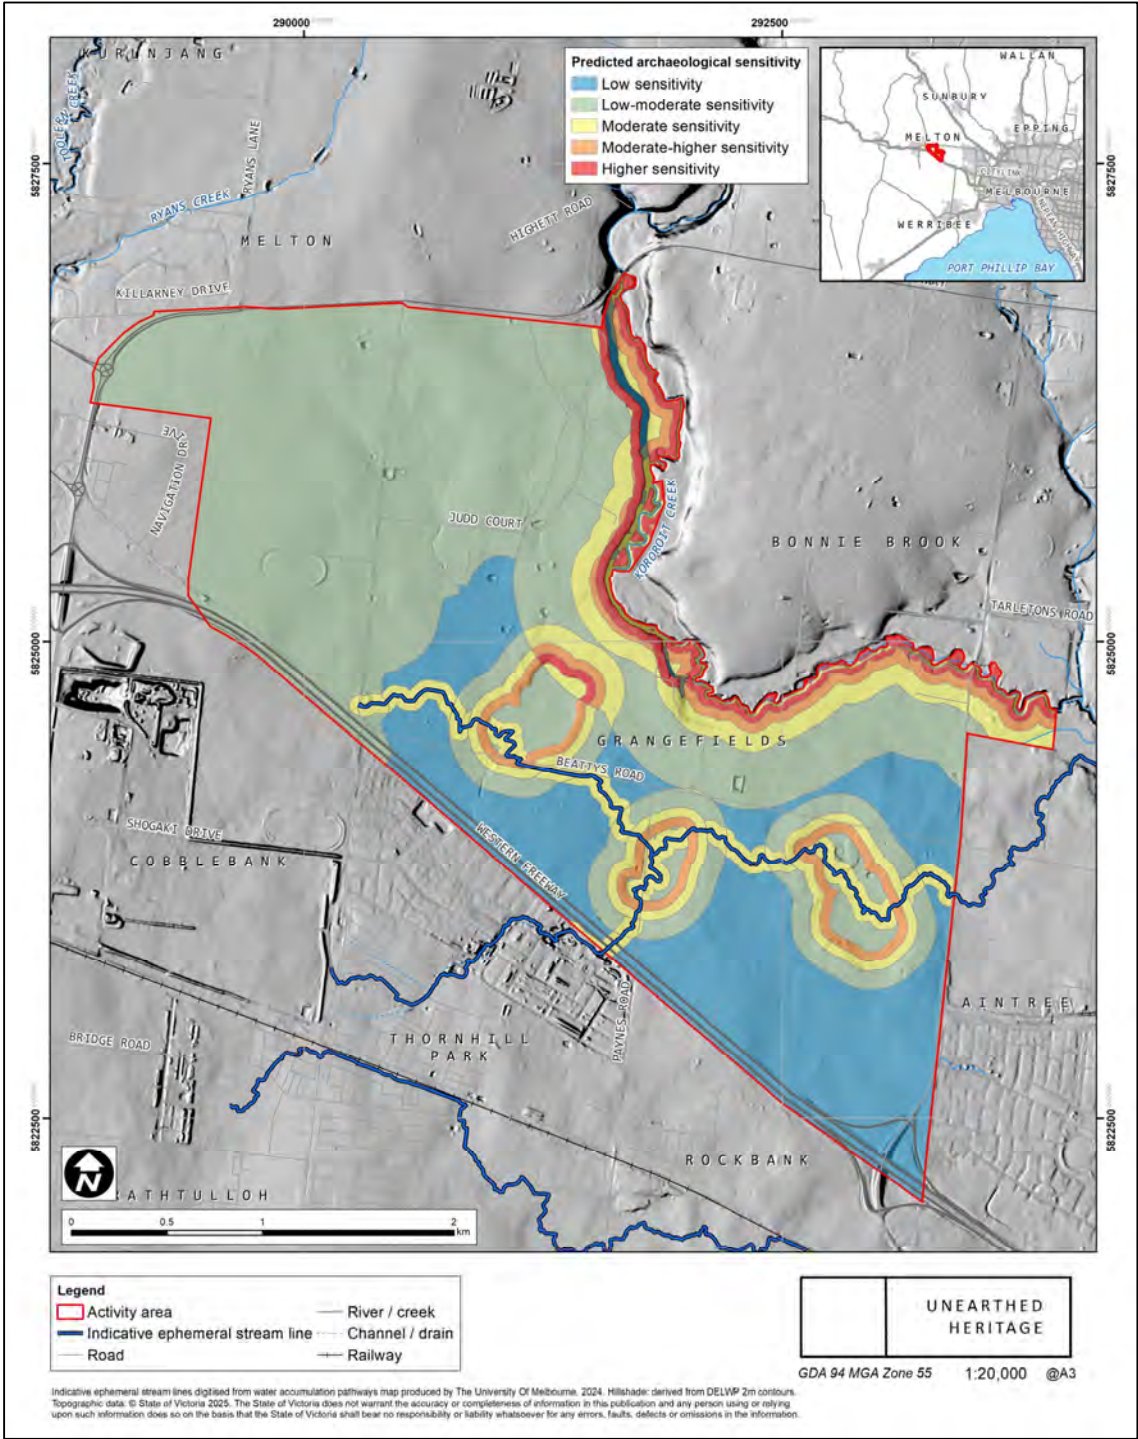 290000
292500
KURUNJANG
TOOLERN CREEK
RYANS LANE
RYANS CREEK
MELTON
HIGHETT ROAD
KILLARNEY DRIVE
Predicted archaeological sensitivity
Low sensitivity
Low-moderate sensitivity
Moderate sensitivity
Moderate-higher sensitivity
Higher sensitivity
WALLAN
SUNBURY
MELTON
EPPING
CITYLINK
MELBOURNE
NEPEAN HIGHWAY
WERRIBEE
PORT PHILLIP BAY
5827500
5827500
NAVIGATION DRIVE
JUDD COURT
KOROROIT CREEK
BONNIE BROOK
TARLETONS ROAD
5825000
5825000
GRANGEFIELDS
BEATTYS ROAD
SHOGAKI DRIVE
COBBLEBANK
WESTERN FREEWAY
PAYNES ROAD
AINTREE
BRIDGE ROAD
THORNHILL
PARK
5822500
5822500
ROCKBANK
N
RATHTULLOH
0 0.5 1 2
km
Legend
Activity area
Indicative ephemeral stream line
Road
River / creek
Channel / drain
Railway
UNEARTHED
HERITAGE
GDA 94 MGA Zone 55 1:20,000 @A3
Indicative ephemeral stream lines digitised from water accumulation pathways map produced by The University Of Melbourne, 2024. Hillshade: derived from DELWP 2m contours.
Topographic data: © State of Victoria 2025. The State of Victoria does not warrant the accuracy or completeness of information in this publication and any person using or relying
upon such information does so on the basis that the State of Victoria shall bear no responsibility or liability whatsoever for any errors, faults, defects or omissions in the information.